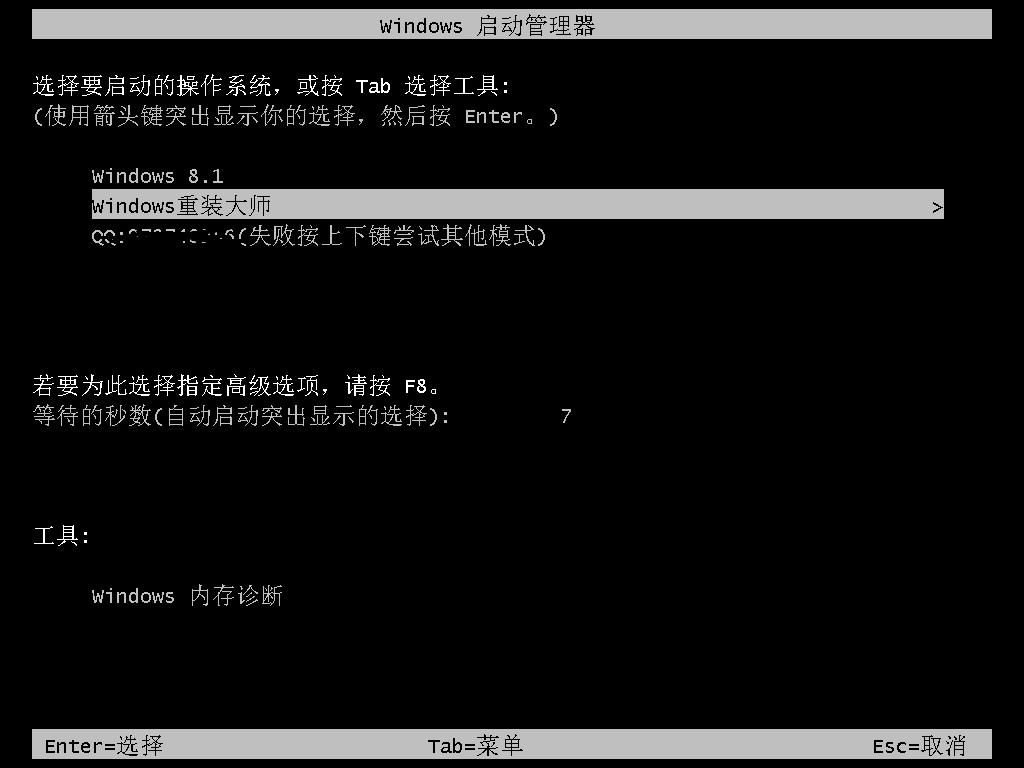 Windows 启动管理器
选择要启动的操作系统，或按 Tab 选择工具:
(使用箭头键突出显示你的选择，然后按 Enter。)
Windows 8.1
Windows重装大师 >
QQ: (失败按上下键尝试其他模式)
若要为此选择指定高级选项，请按 F8。
等待的秒数(自动启动突出显示的选择): 7
工具:
Windows 内存诊断
Enter=选择 Tab=菜单 Esc=取消